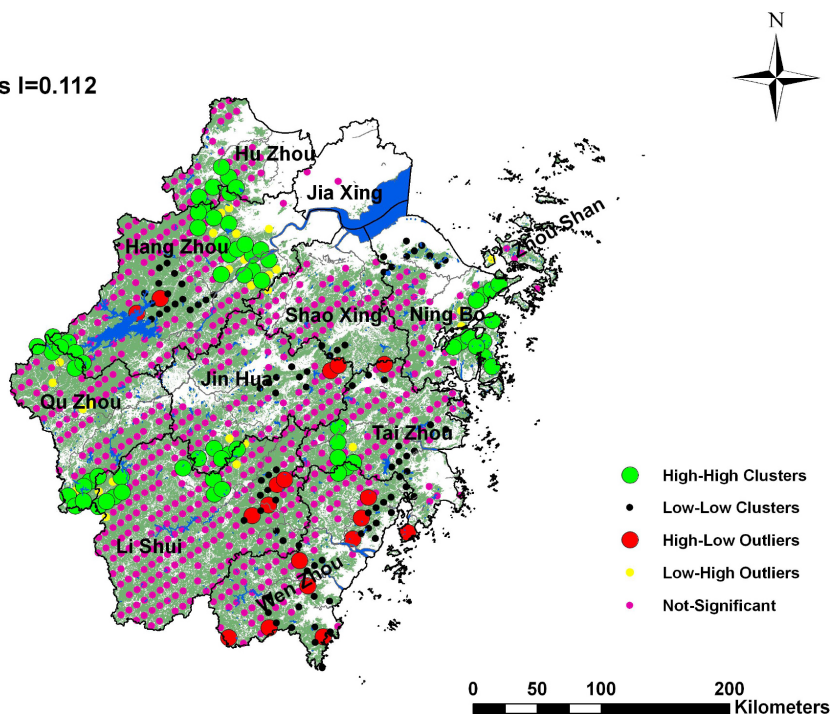 N
s I=0.112
Hu Zhou
Jia Xing
Zhou Shan
Hang Zhou
Shao Xing
Ning Bo
Jin Hua
Qu Zhou
Tai Zhou
High-High Clusters
Low-Low Clusters
High-Low Outliers
Li Shui
Low-High Outliers
Wen Zhou
Not-Significant
0 50 100 200
Kilometers